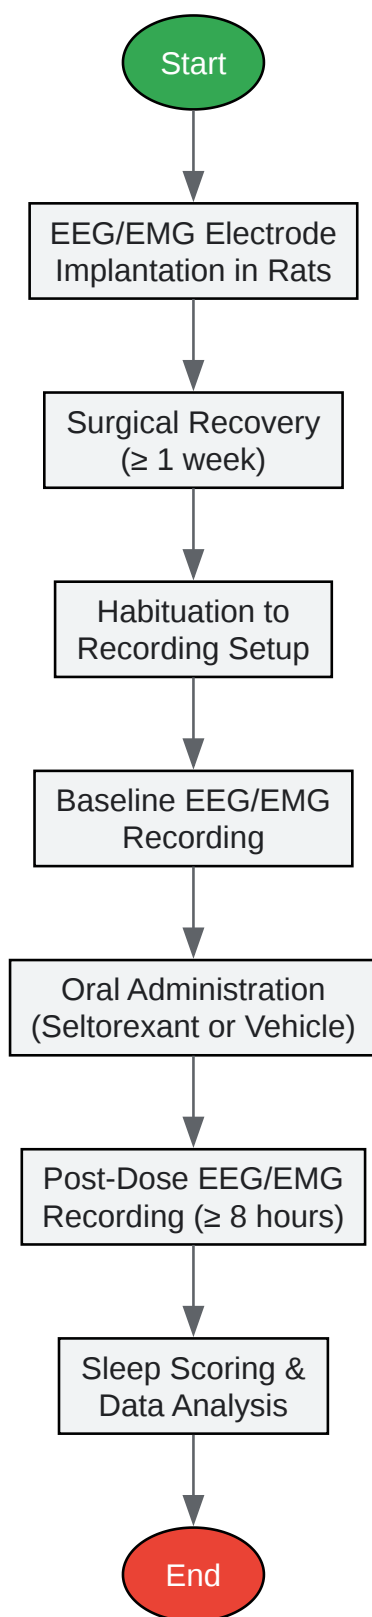 Start
EEG/EMG Electrode
Implantation in Rats
Surgical Recovery
(≥ 1 week)
Habituation to
Recording Setup
Baseline EEG/EMG
Recording
Oral Administration
(Seltorexant or Vehicle)
Post-Dose EEG/EMG
Recording (≥ 8 hours)
Sleep Scoring &
Data Analysis
End